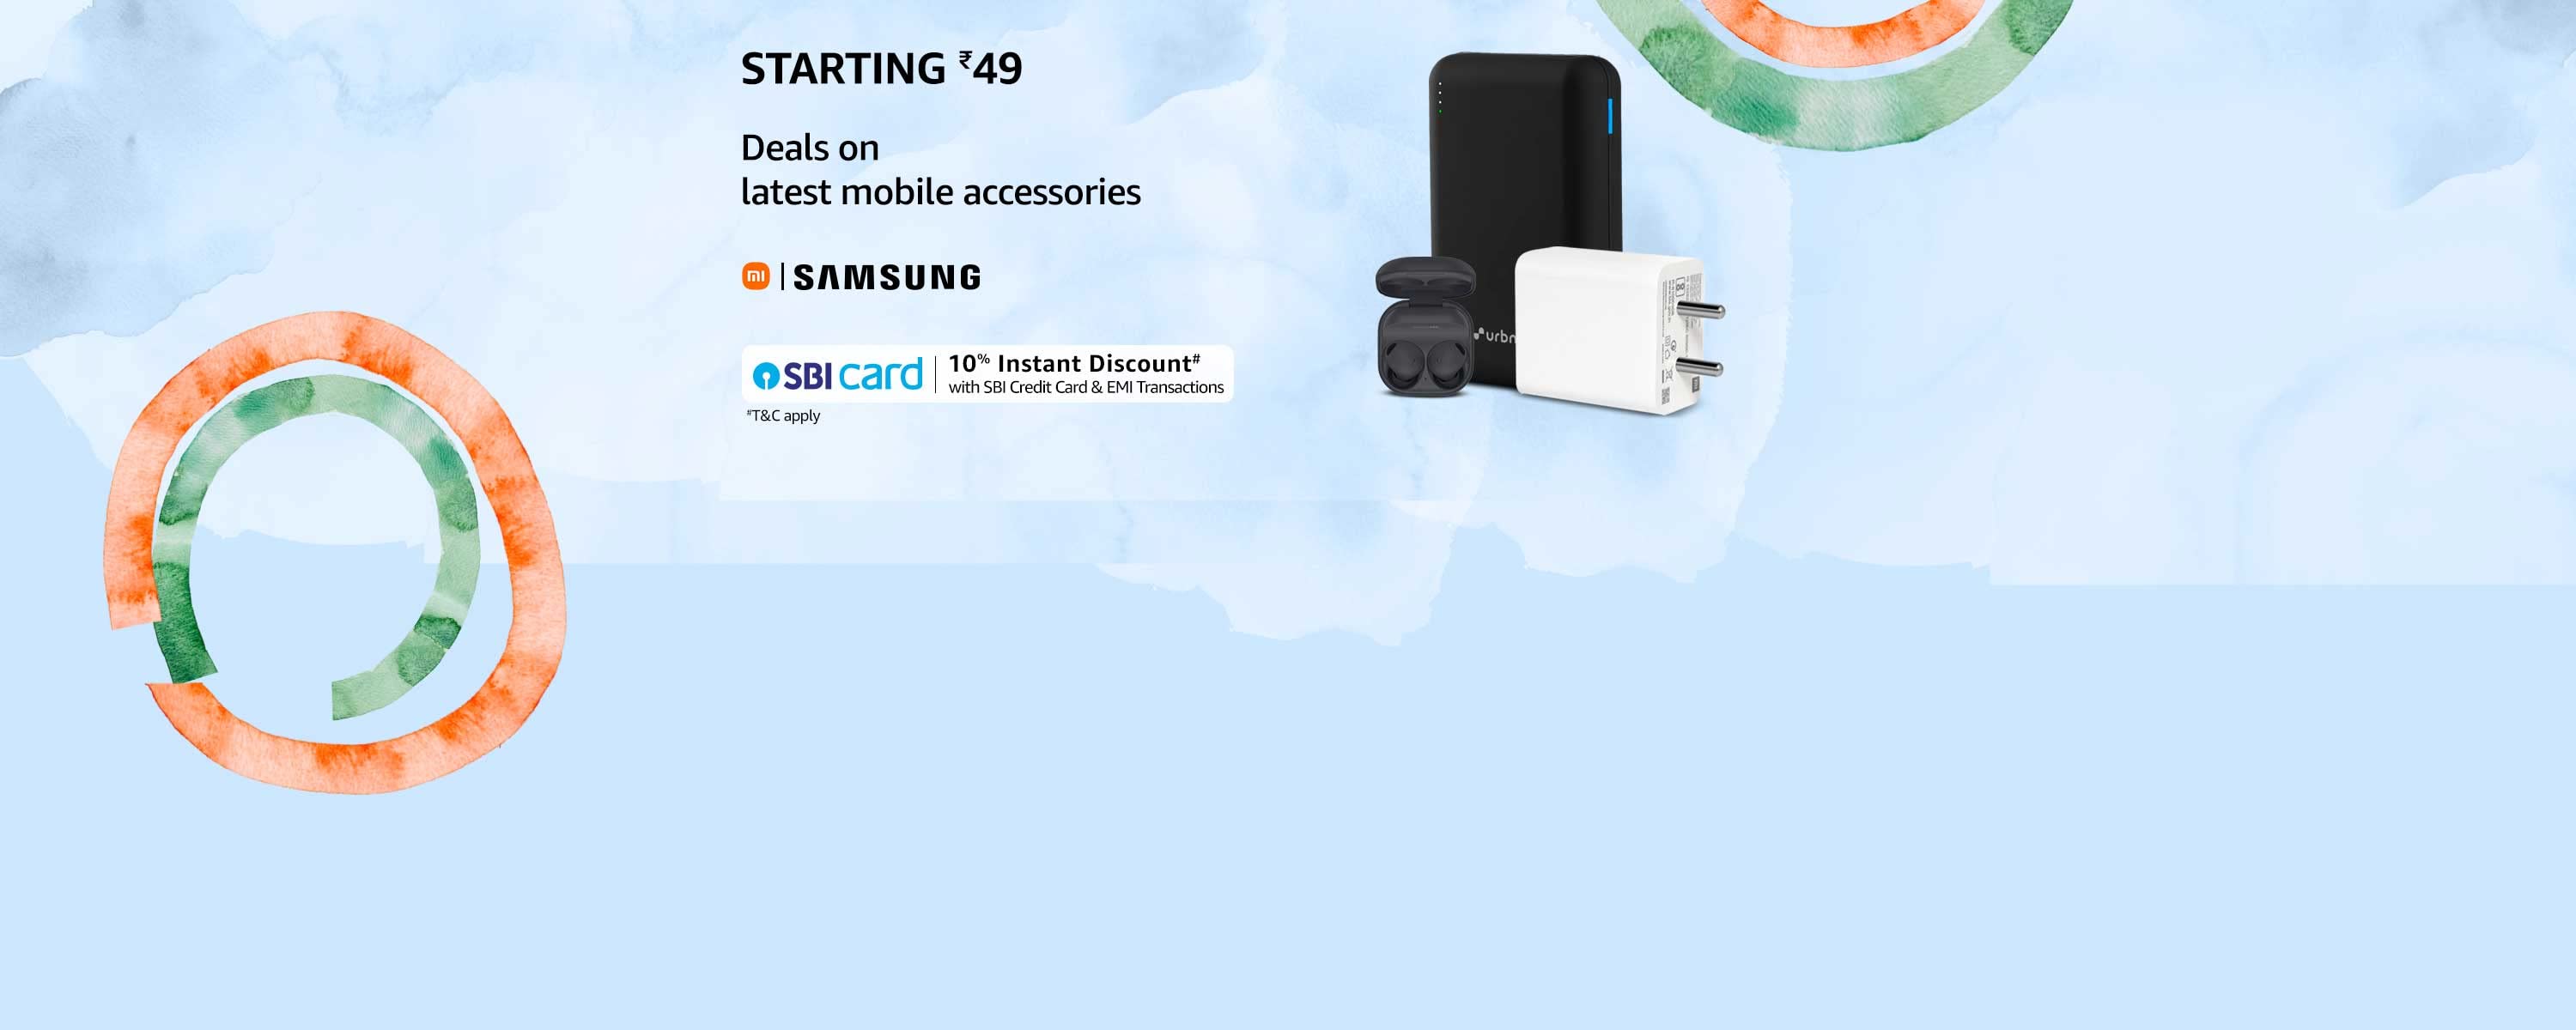 STARTING ₹49
Deals on
latest mobile accessories
mi | SAMSUNG
SBI card | 10% Instant Discount#
with SBI Credit Card & EMI Transactions
#T&C apply
urbn